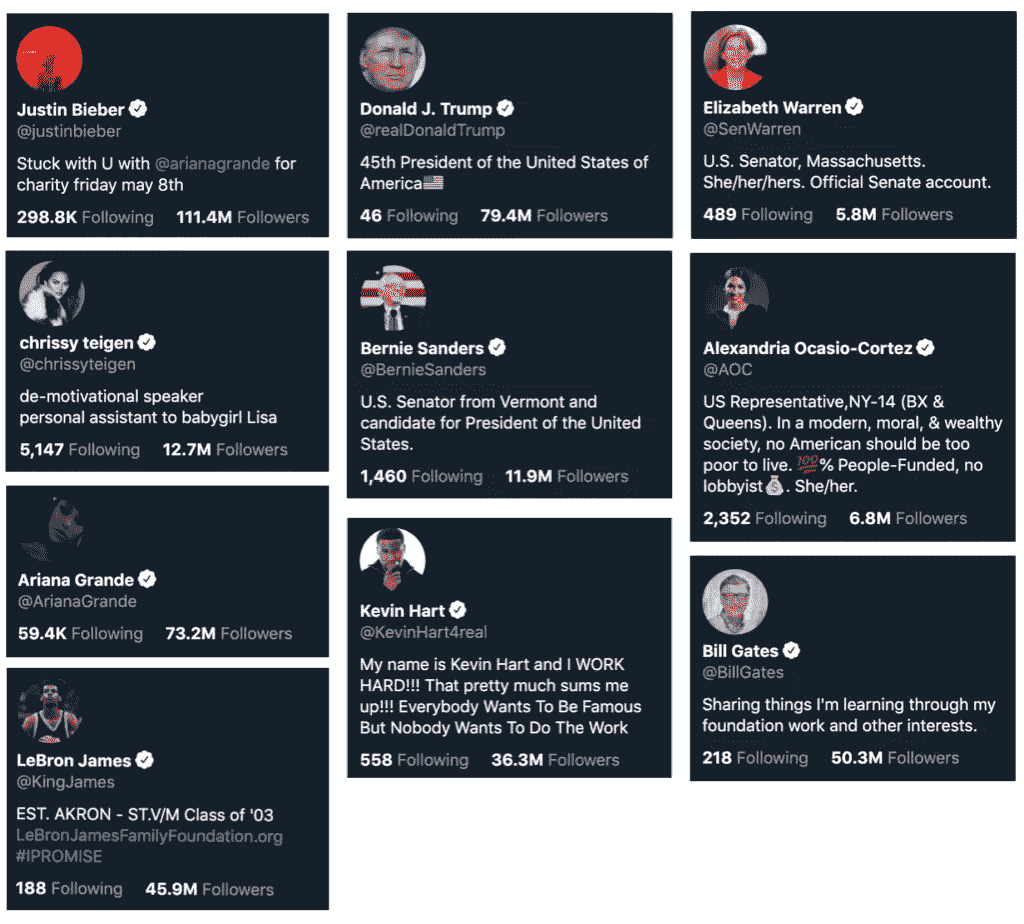 Justin Bieber
@justinbieber
Stuck with U with @arianagrande for
charity friday may 8th
298.8K Following 111.4M Followers
chrissy teigen
@chrissyteigen
de-motivational speaker
personal assistant to babygirl Lisa
5,147 Following 12.7M Followers
Ariana Grande
@ArianaGrande
59.4K Following 73.2M Followers
LeBron James
@KingJames
EST. AKRON - ST.V/M Class of '03
LeBronJamesFamilyFoundation.org
#IPROMISE
188 Following 45.9M Followers
Donald J. Trump
@realDonaldTrump
45th President of the United States of
America🇺🇸
46 Following 79.4M Followers
Bernie Sanders
@BernieSanders
U.S. Senator from Vermont and
candidate for President of the United
States.
1,460 Following 11.9M Followers
Kevin Hart
@KevinHart4real
My name is Kevin Hart and I WORK
HARD!!! That pretty much sums me
up!!! Everybody Wants To Be Famous
But Nobody Wants To Do The Work
558 Following 36.3M Followers
Elizabeth Warren
@SenWarren
U.S. Senator, Massachusetts.
She/her/hers. Official Senate account.
489 Following 5.8M Followers
Alexandria Ocasio-Cortez
@AOC
US Representative,NY-14 (BX &
Queens). In a modern, moral, & wealthy
society, no American should be too
poor to live. 💯% People-Funded, no
lobbyist💰. She/her.
2,352 Following 6.8M Followers
Bill Gates
@BillGates
Sharing things I'm learning through my
foundation work and other interests.
218 Following 50.3M Followers